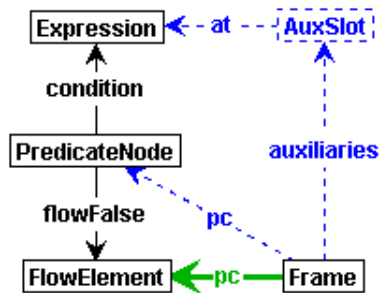 Expression
at
AuxSlot
condition
PredicateNode
auxiliaries
flowFalse
pc
FlowElement
pc
Frame